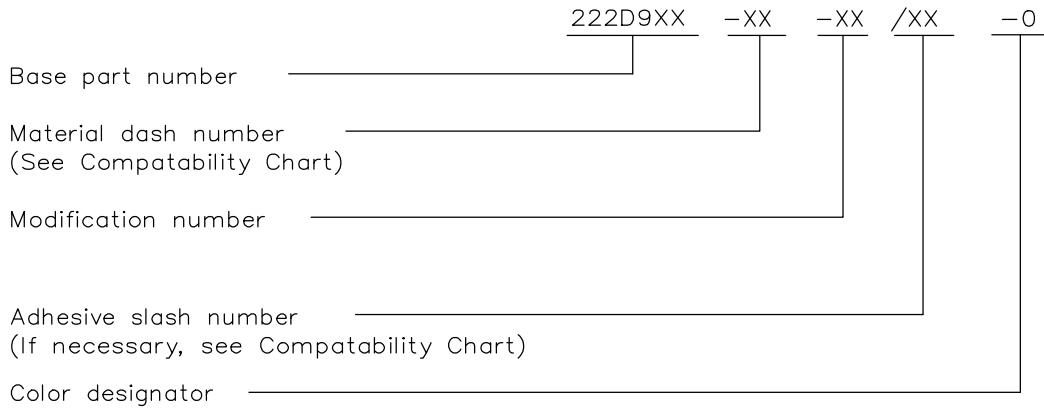 222D9XX -XX -XX /XX -0
Base part number
Material dash number
(See Compatability Chart)
Modification number
Adhesive slash number
(If necessary, see Compatability Chart)
Color designator